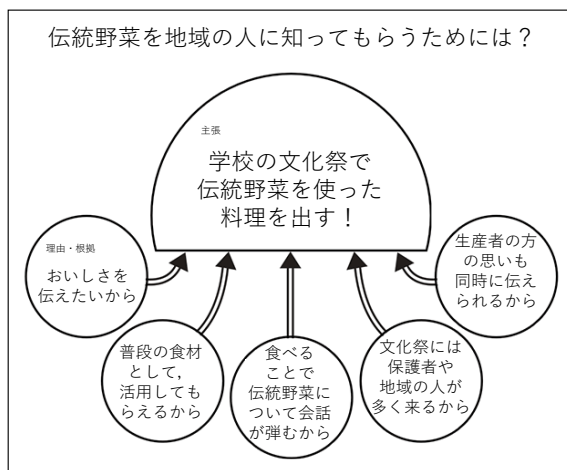 伝統野菜を地域の人に知ってもらうためには？
主張
学校の文化祭で
伝統野菜を使った
料理を出す！
理由・根拠
おいしさを
伝えたいから
普段の食材
として，
活用しても
らえるから
食べる
ことで
伝統野菜に
ついて会話
が弾むから
文化祭には
保護者や
地域の人が
多く来るから
生産者の方
の思いも
同時に伝え
られるから